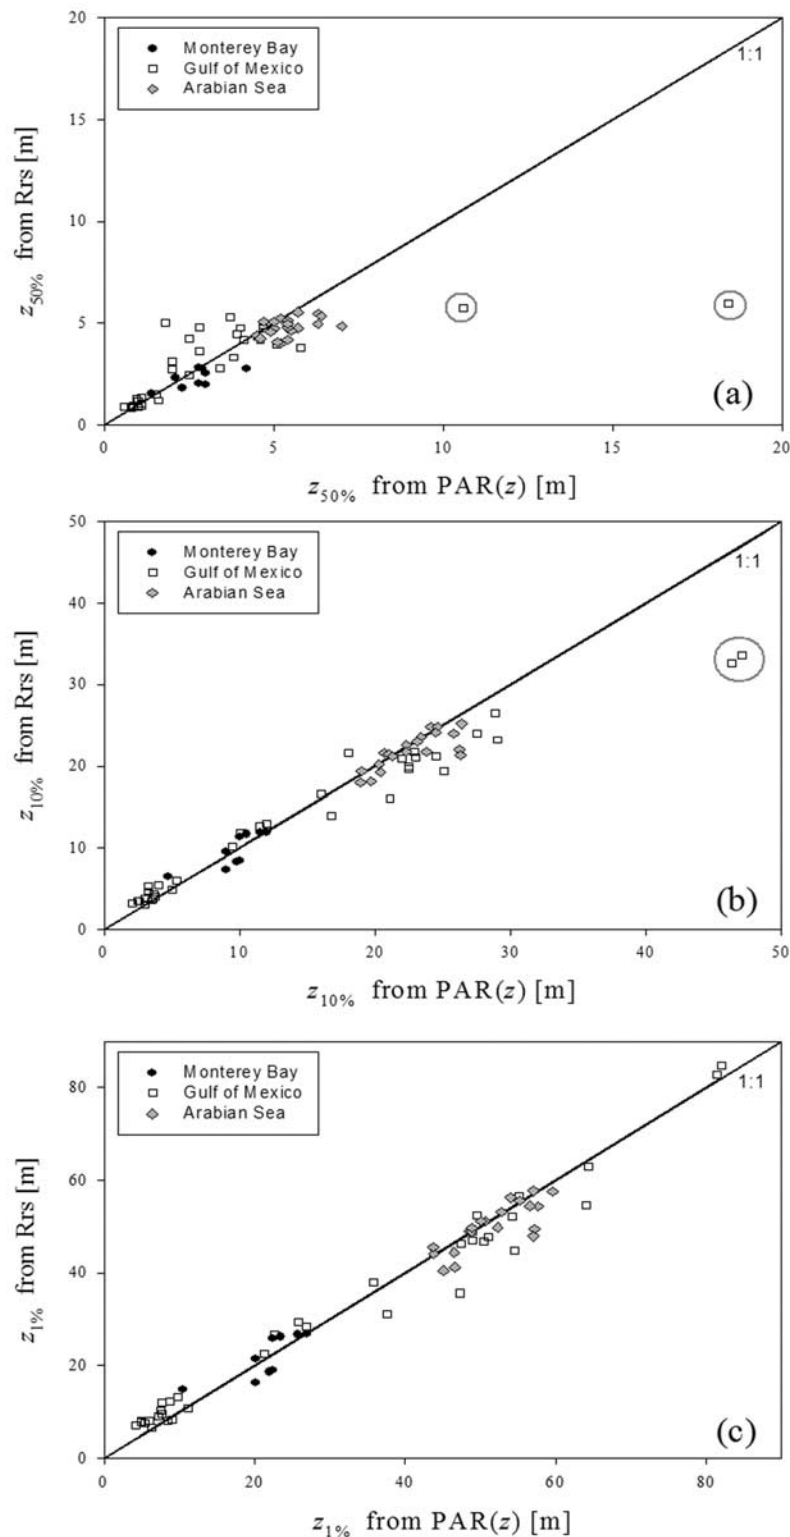 20
15
10
5
0
z50% from Rrs [m]
Monterey Bay
Gulf of Mexico
Arabian Sea
1:1
(a)
0 5 10 15 20
z50% from PAR(z) [m]
50
40
30
20
10
0
z10% from Rrs [m]
Monterey Bay
Gulf of Mexico
Arabian Sea
1:1
(b)
0 10 20 30 40 50
z10% from PAR(z) [m]
80
60
40
20
0
z1% from Rrs [m]
Monterey Bay
Gulf of Mexico
Arabian Sea
1:1
(c)
0 20 40 60 80
z1% from PAR(z) [m]